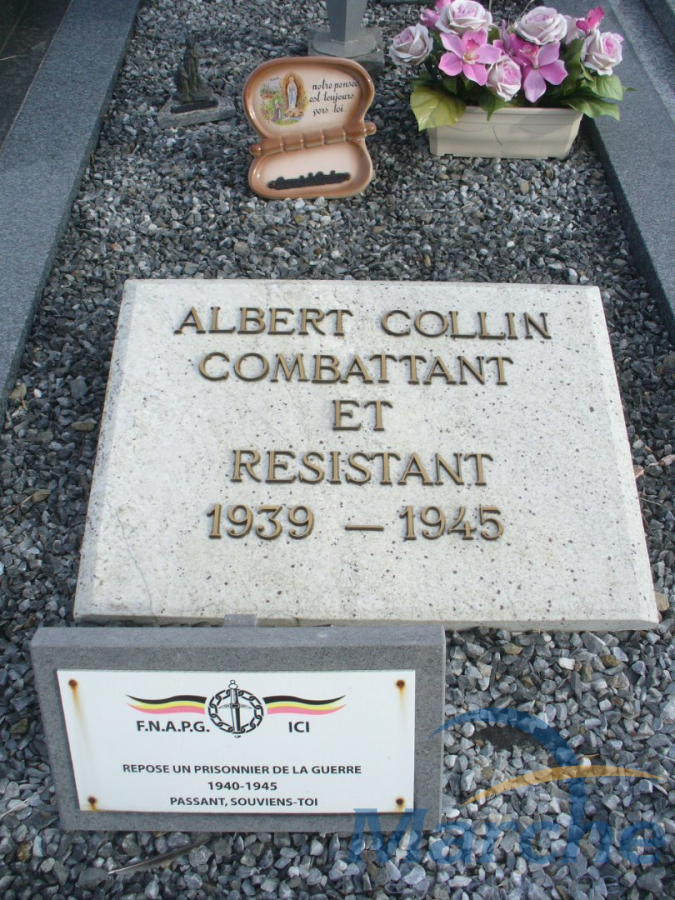 notre pensée
est toujours
vers toi
ALBERT COLLIN
COMBATTANT
ET
RESISTANT
1939 – 1945
F.N.A.P.G. ICI
REPOSE UN PRISONNIER DE LA GUERRE
1940-1945
PASSANT, SOUVIENS-TOI
Marche